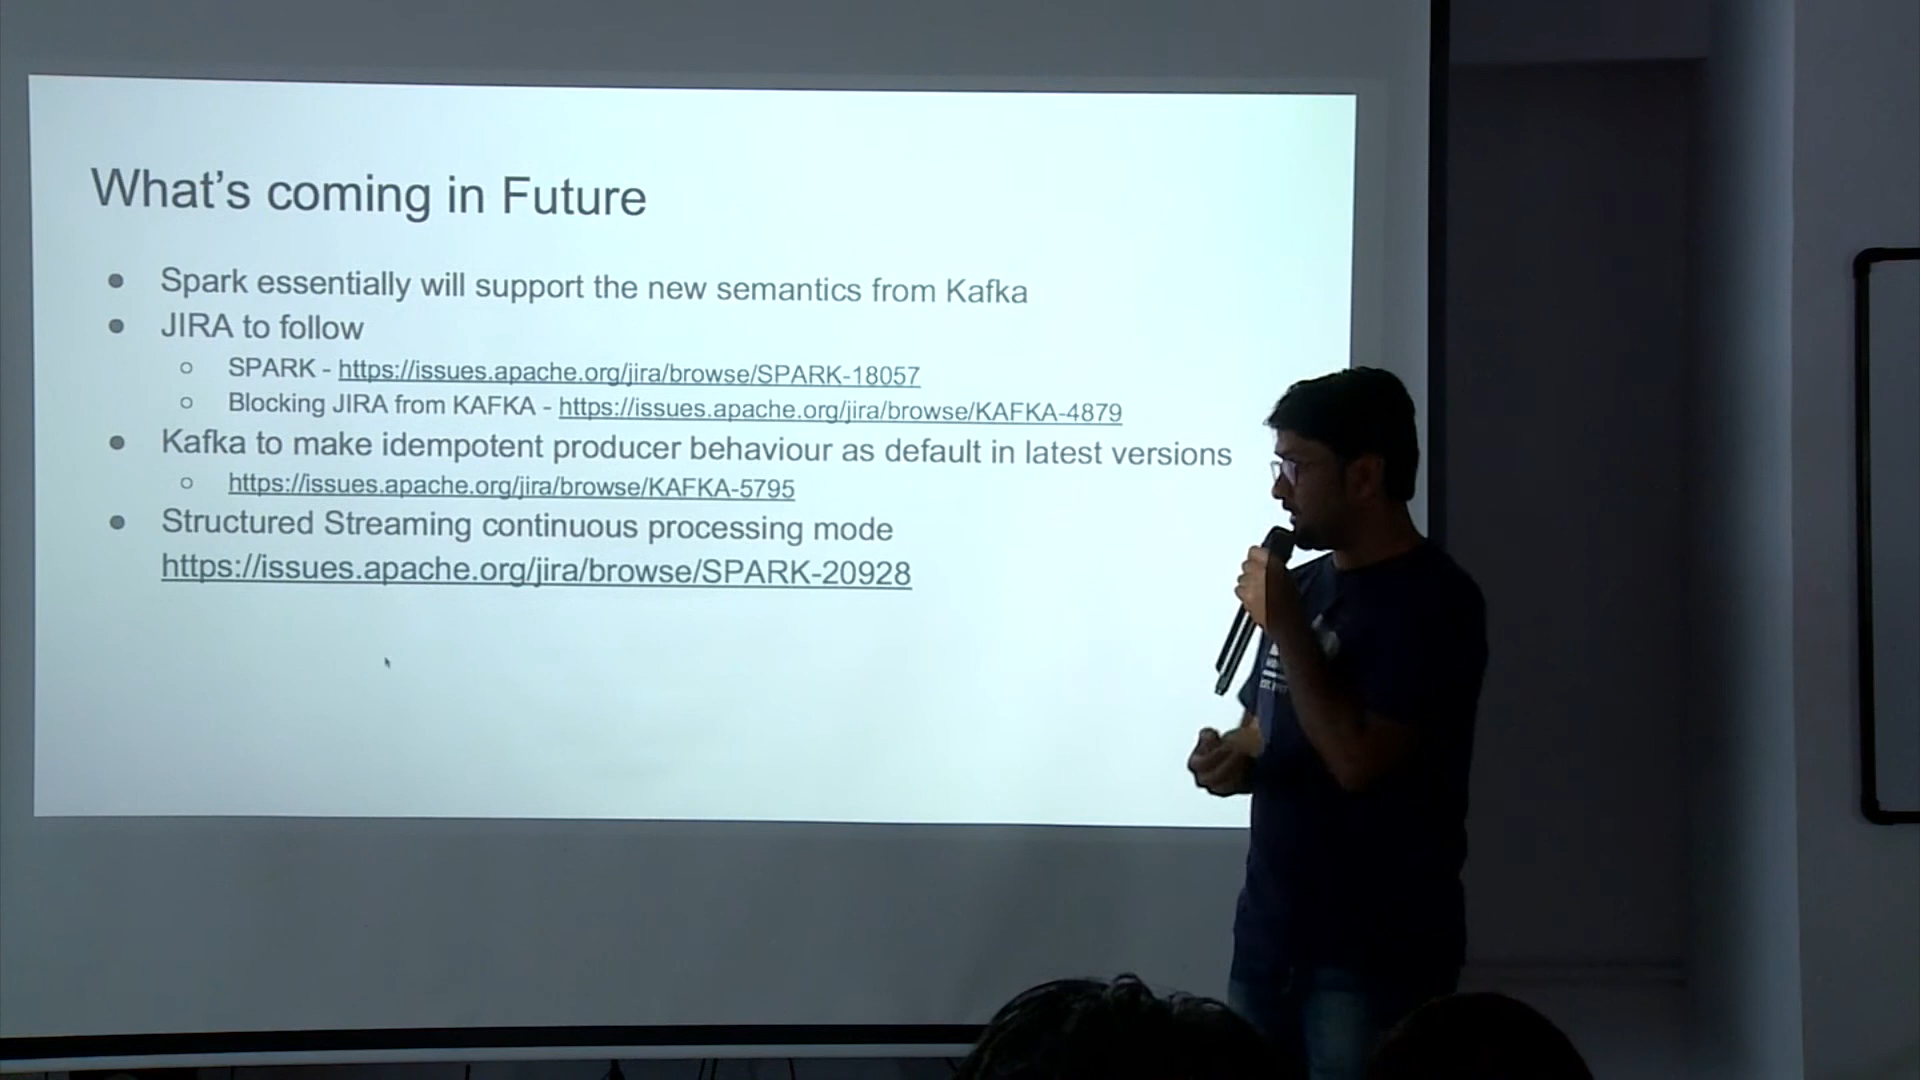 What's coming in Future
● Spark essentially will support the new semantics from Kafka
● JIRA to follow
○ SPARK - https://issues.apache.org/jira/browse/SPARK-18057
○ Blocking JIRA from KAFKA - https://issues.apache.org/jira/browse/KAFKA-4879
● Kafka to make idempotent producer behaviour as default in latest versions
○ https://issues.apache.org/jira/browse/KAFKA-5795
● Structured Streaming continuous processing mode
https://issues.apache.org/jira/browse/SPARK-20928